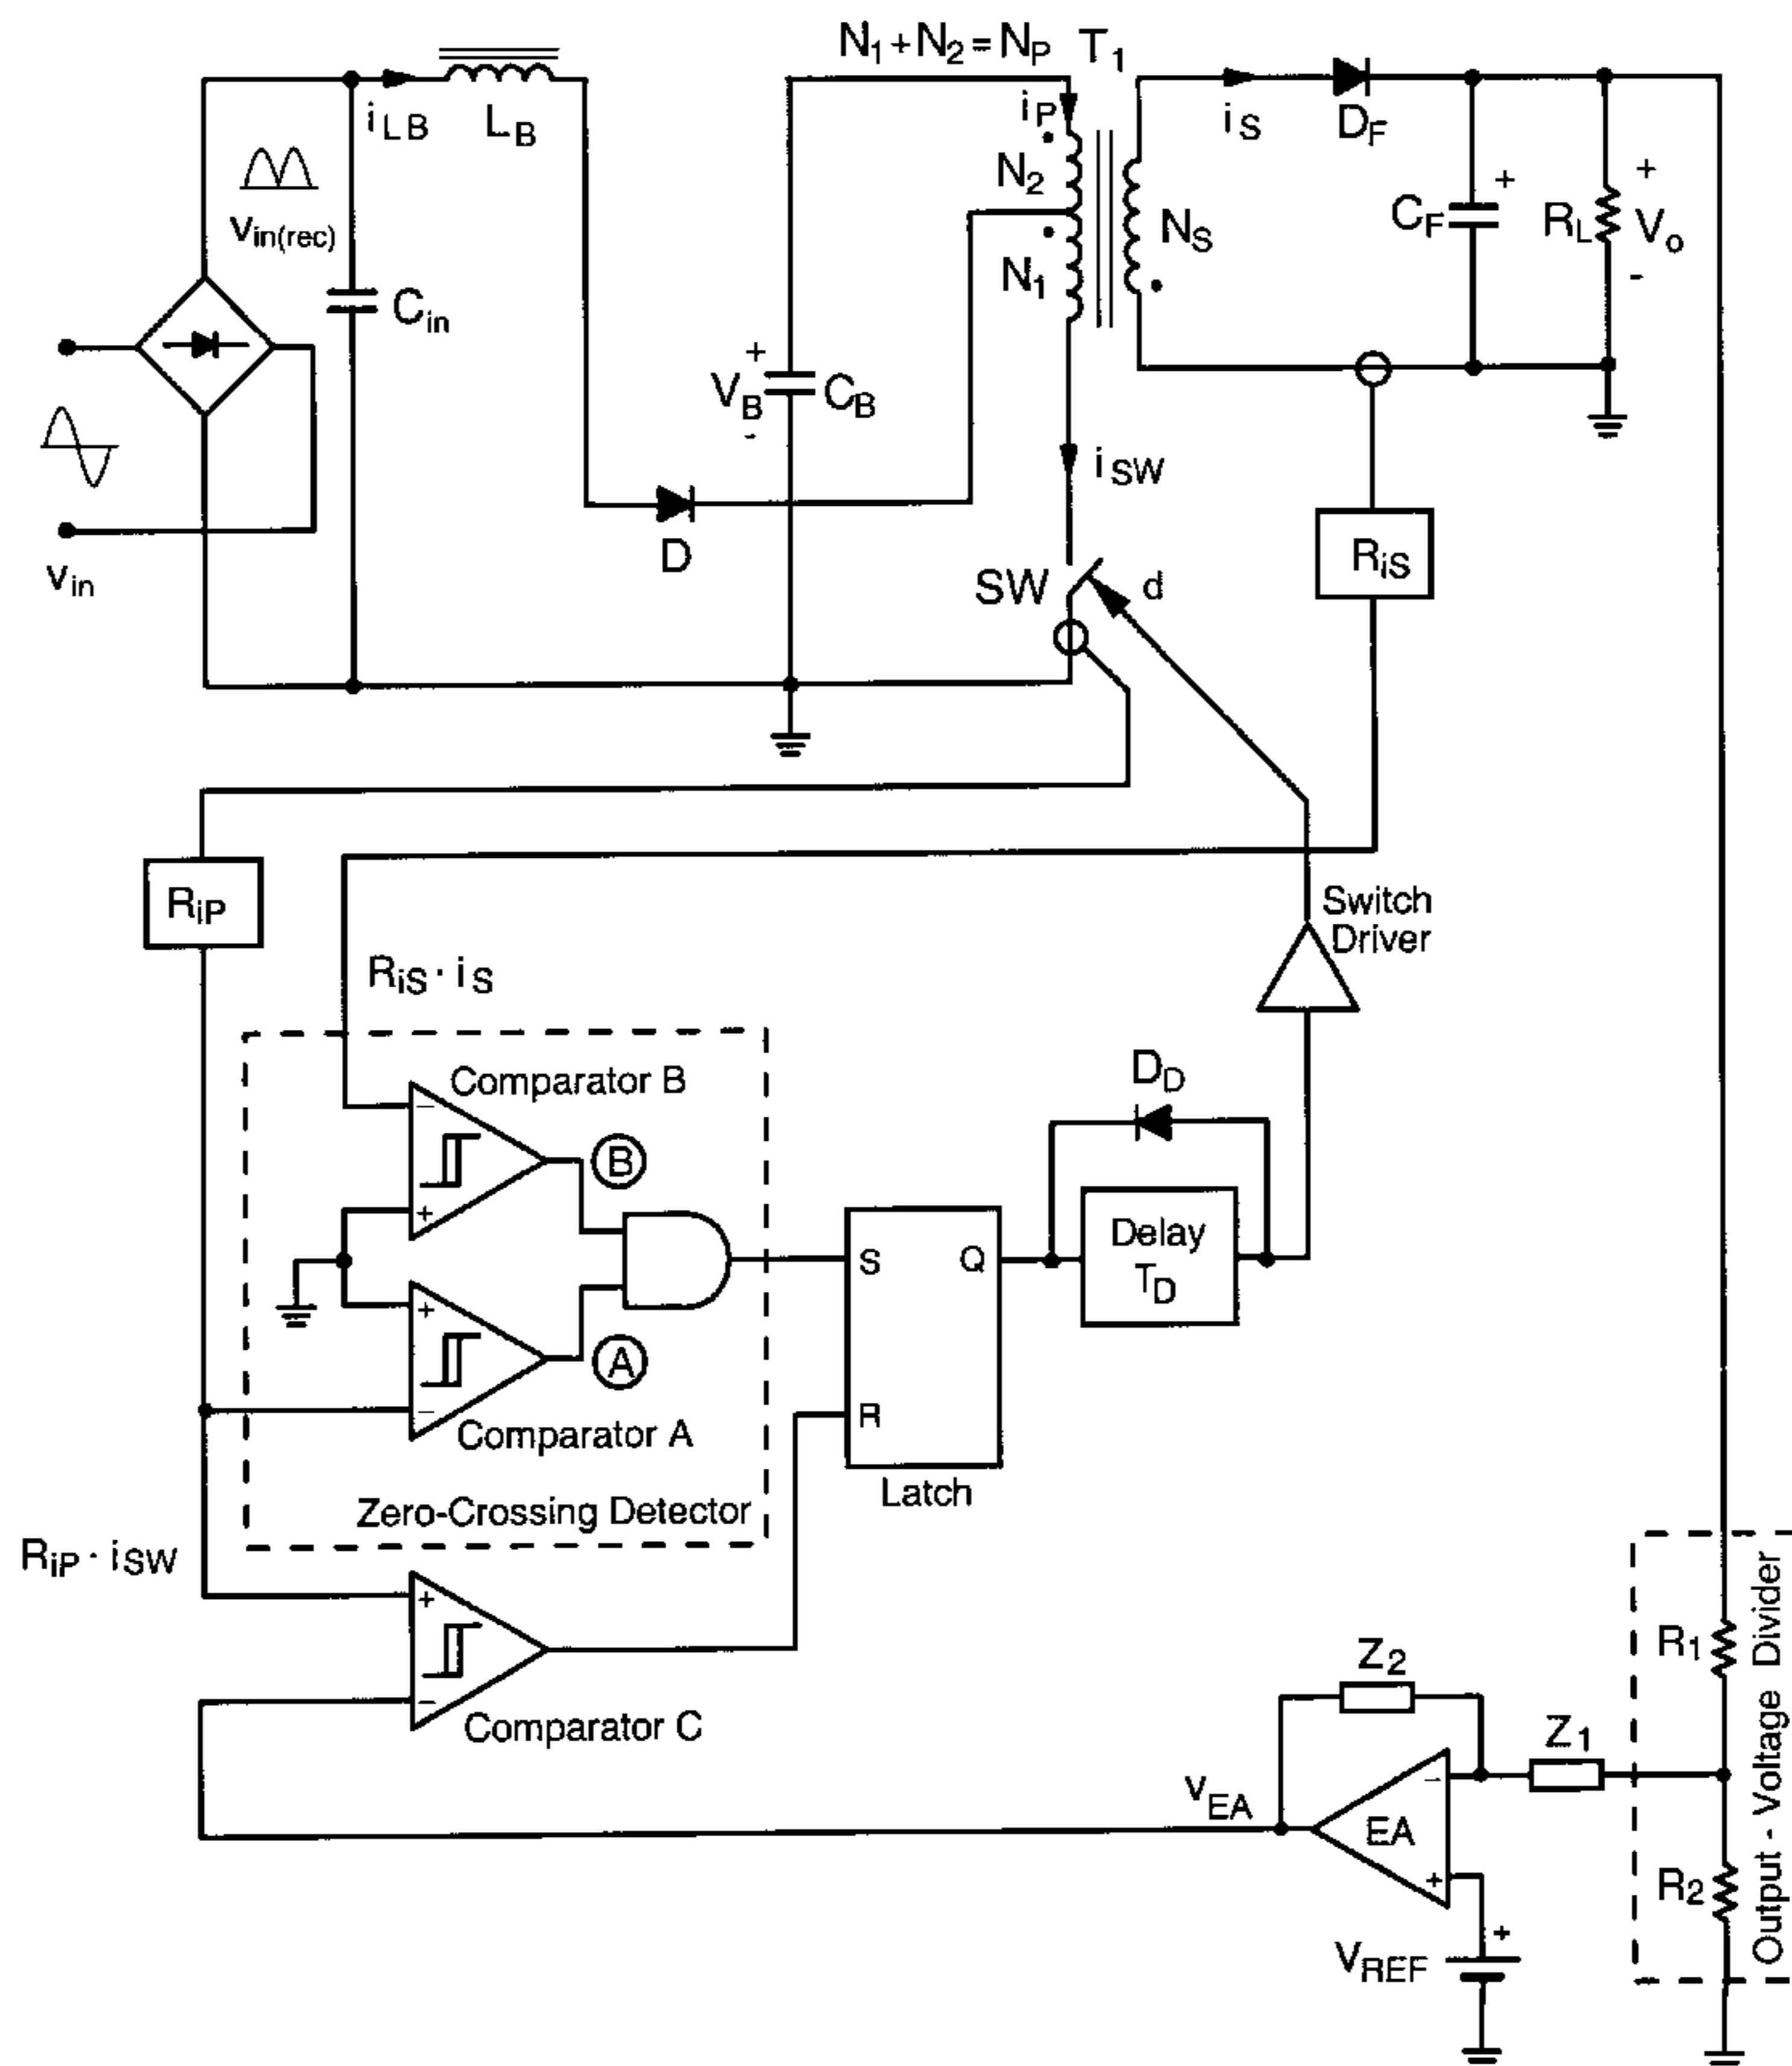 N1+N2=NP T1
iLB
LB
iP
N2
N1
NS
iS
DF
CF
+
RL
+
Vo
-
vin(rec)
Cin
+
VB
-
CB
iSW
D
SW
d
RiS
vin
RiP
Switch
Driver
RiS · iS
Comparator B
−
+
B
DD
Delay
TD
S
Q
R
Latch
+
−
A
Comparator A
Zero-Crossing Detector
RiP · iSW
+
−
Comparator C
Z2
Z1
vEA
EA
−
+
VREF
+
R1
R2
Output - Voltage Divider